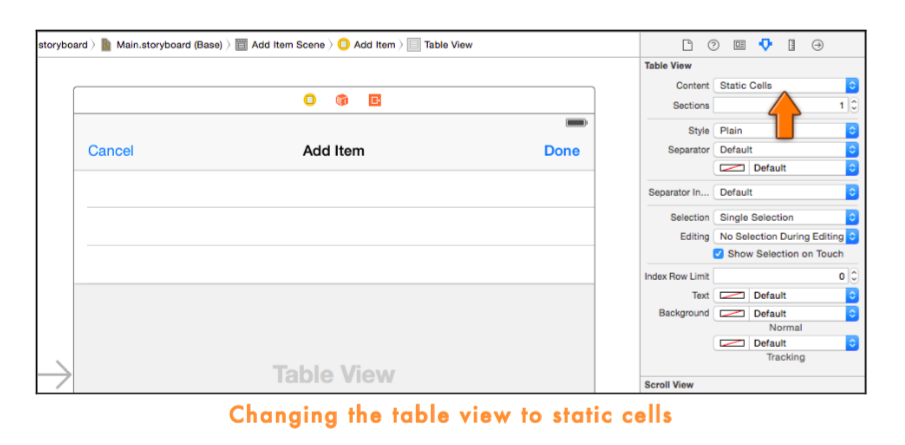 storyboard 〉 Main.storyboard (Base) 〉 Add Item Scene 〉 Add Item 〉 Table View
Cancel Add Item Done
Table View
Table View
Content Static Cells
Sections 1
Style Plain
Separator Default
Default
Separator In... Default
Selection Single Selection
Editing No Selection During Editing
Show Selection on Touch
Index Row Limit 0
Text Default
Background Default
Normal
Default
Tracking
Scroll View
Changing the table view to static cells